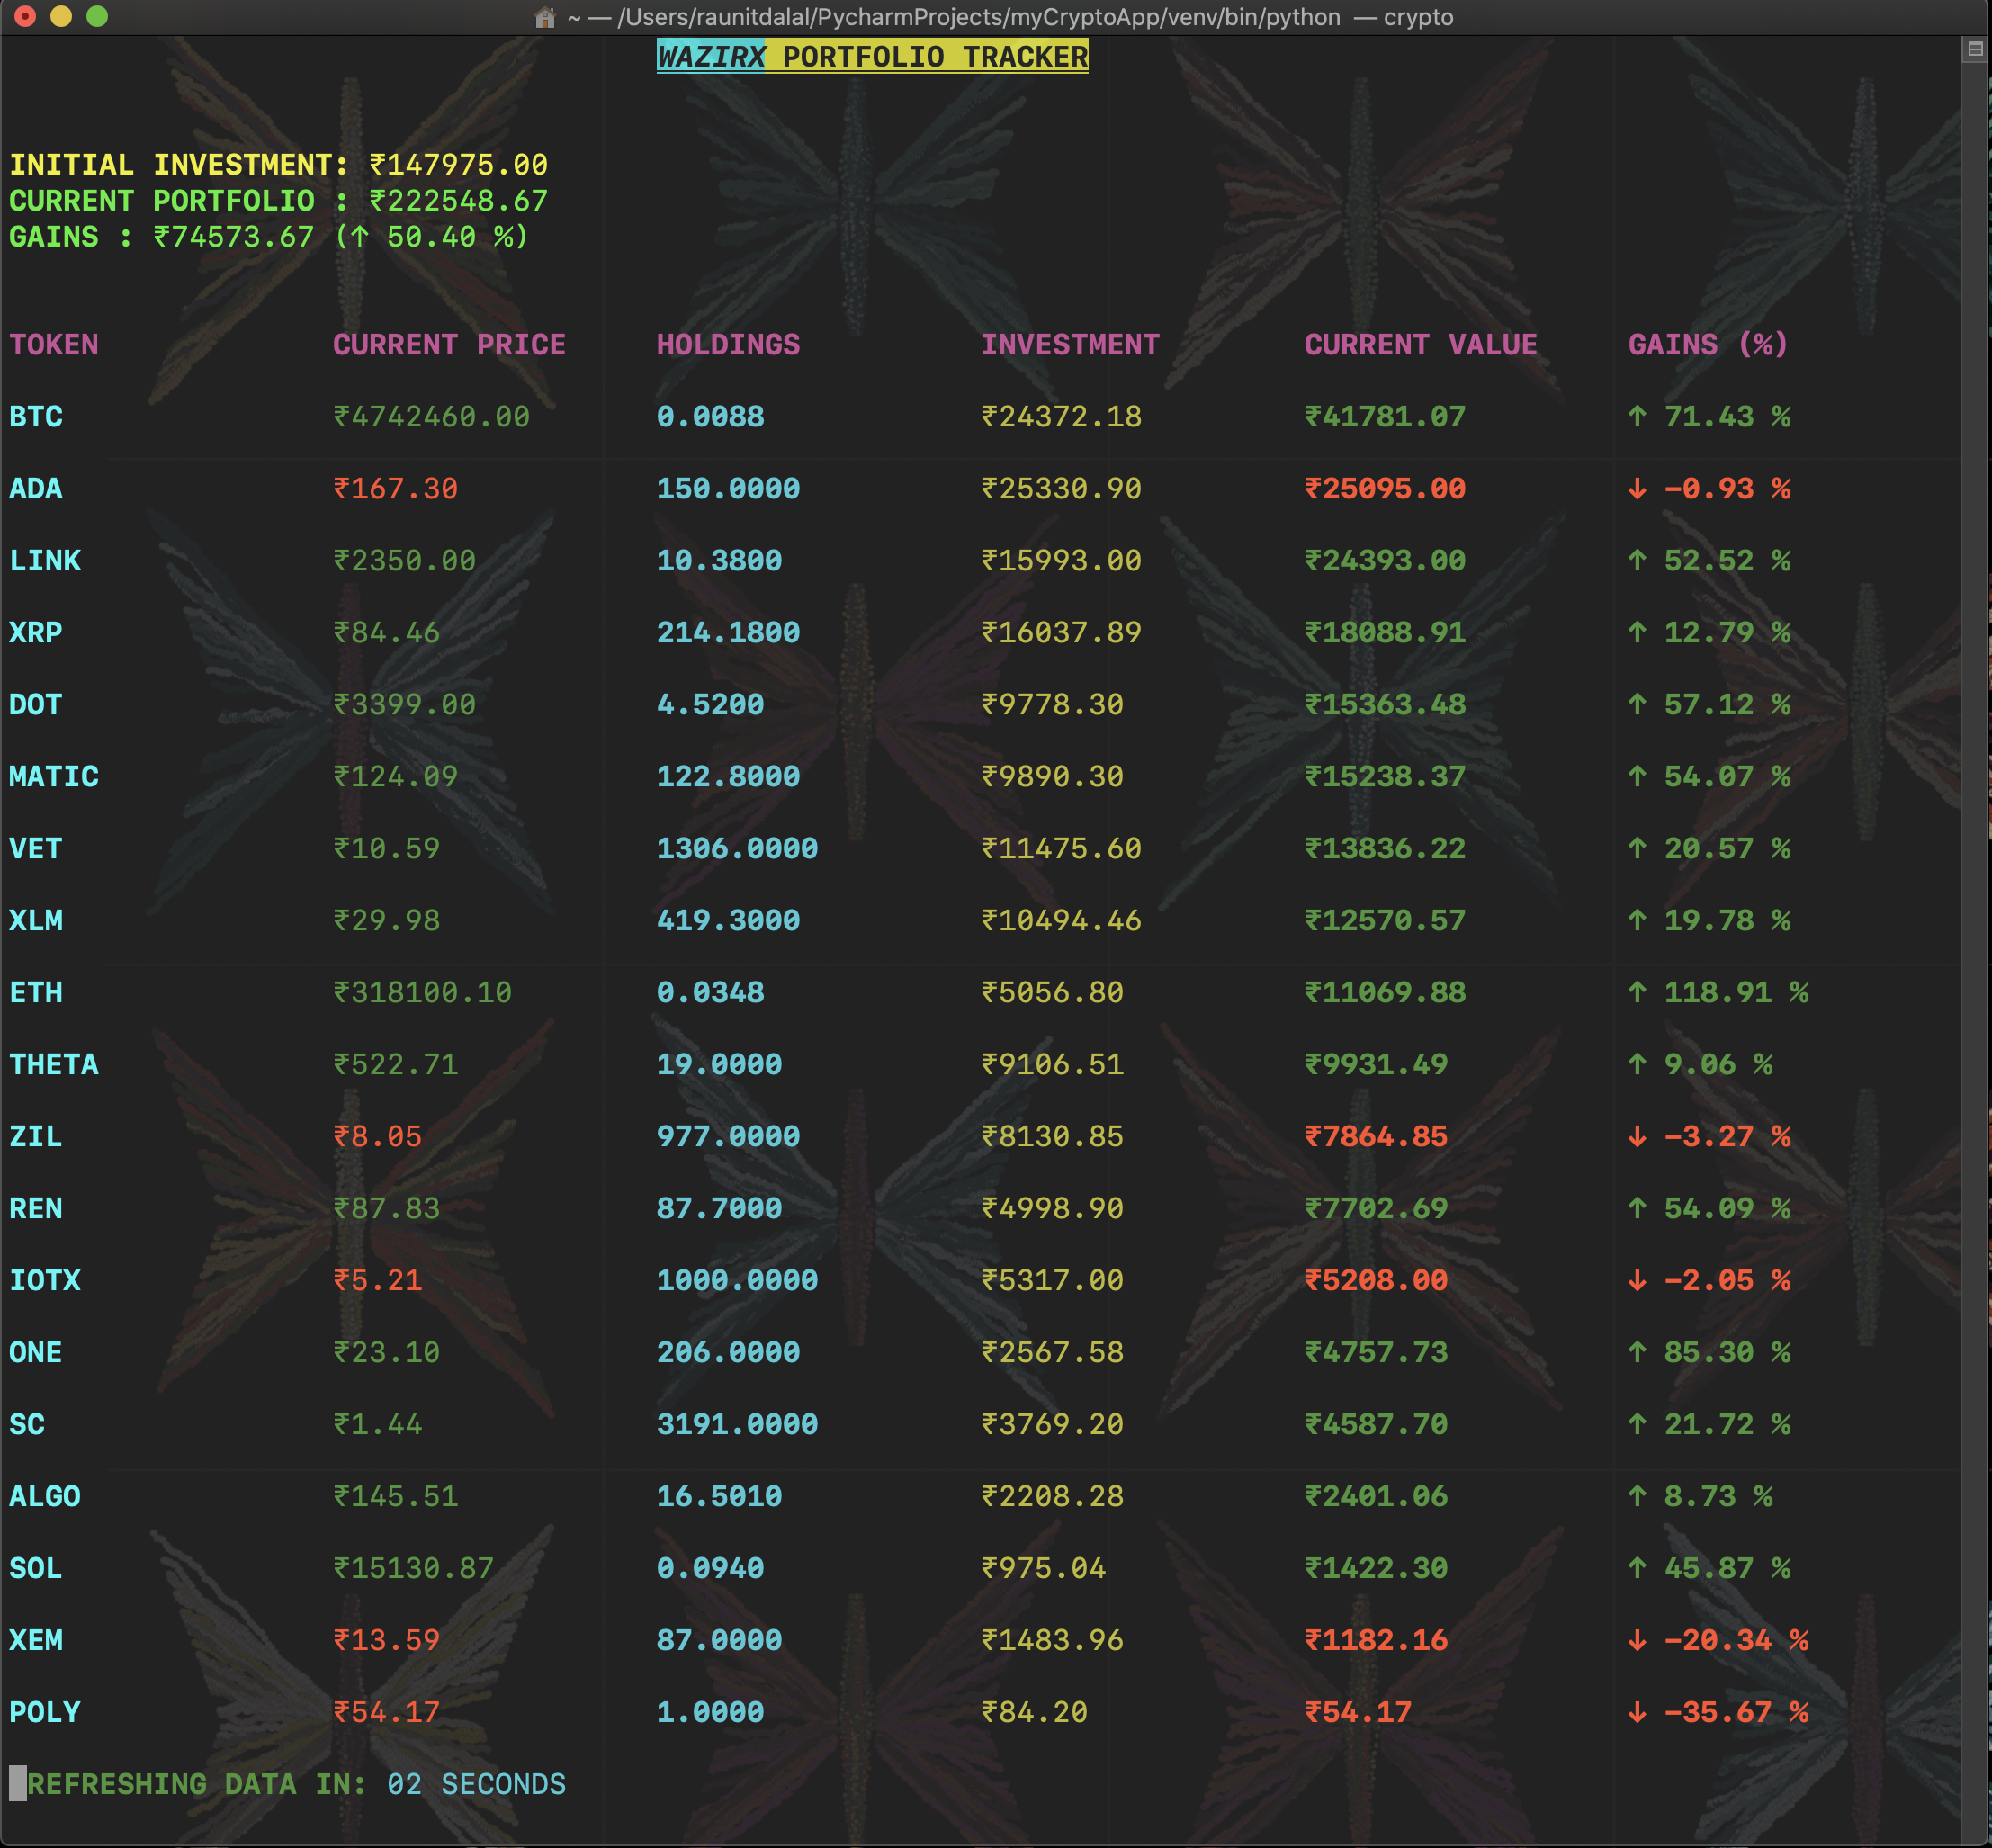 ~ — /Users/raunitdalal/PycharmProjects/myCryptoApp/venv/bin/python — crypto
WAZIRX PORTFOLIO TRACKER
INITIAL INVESTMENT: ₹147975.00
CURRENT PORTFOLIO : ₹222548.67
GAINS : ₹74573.67 (↑ 50.40 %)
TOKEN CURRENT PRICE HOLDINGS INVESTMENT CURRENT VALUE GAINS (%)
BTC ₹4742460.00 0.0088 ₹24372.18 ₹41781.07 ↑ 71.43 %
ADA ₹167.30 150.0000 ₹25330.90 ₹25095.00 ↓ -0.93 %
LINK ₹2350.00 10.3800 ₹15993.00 ₹24393.00 ↑ 52.52 %
XRP ₹84.46 214.1800 ₹16037.89 ₹18088.91 ↑ 12.79 %
DOT ₹3399.00 4.5200 ₹9778.30 ₹15363.48 ↑ 57.12 %
MATIC ₹124.09 122.8000 ₹9890.30 ₹15238.37 ↑ 54.07 %
VET ₹10.59 1306.0000 ₹11475.60 ₹13836.22 ↑ 20.57 %
XLM ₹29.98 419.3000 ₹10494.46 ₹12570.57 ↑ 19.78 %
ETH ₹318100.10 0.0348 ₹5056.80 ₹11069.88 ↑ 118.91 %
THETA ₹522.71 19.0000 ₹9106.51 ₹9931.49 ↑ 9.06 %
ZIL ₹8.05 977.0000 ₹8130.85 ₹7864.85 ↓ -3.27 %
REN ₹87.83 87.7000 ₹4998.90 ₹7702.69 ↑ 54.09 %
IOTX ₹5.21 1000.0000 ₹5317.00 ₹5208.00 ↓ -2.05 %
ONE ₹23.10 206.0000 ₹2567.58 ₹4757.73 ↑ 85.30 %
SC ₹1.44 3191.0000 ₹3769.20 ₹4587.70 ↑ 21.72 %
ALGO ₹145.51 16.5010 ₹2208.28 ₹2401.06 ↑ 8.73 %
SOL ₹15130.87 0.0940 ₹975.04 ₹1422.30 ↑ 45.87 %
XEM ₹13.59 87.0000 ₹1483.96 ₹1182.16 ↓ -20.34 %
POLY ₹54.17 1.0000 ₹84.20 ₹54.17 ↓ -35.67 %
REFRESHING DATA IN: 02 SECONDS